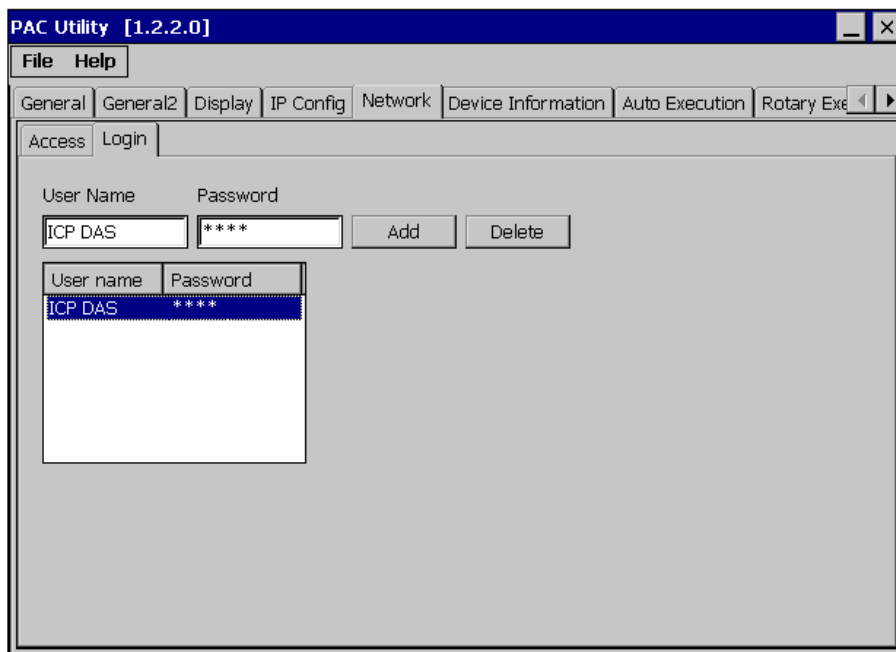 PAC Utility [1.2.2.0]
File Help
General General2 Display IP Config Network Device Information Auto Execution Rotary Exe
Access Login
User Name Password
ICP DAS **** Add Delete
User name Password
ICP DAS ****